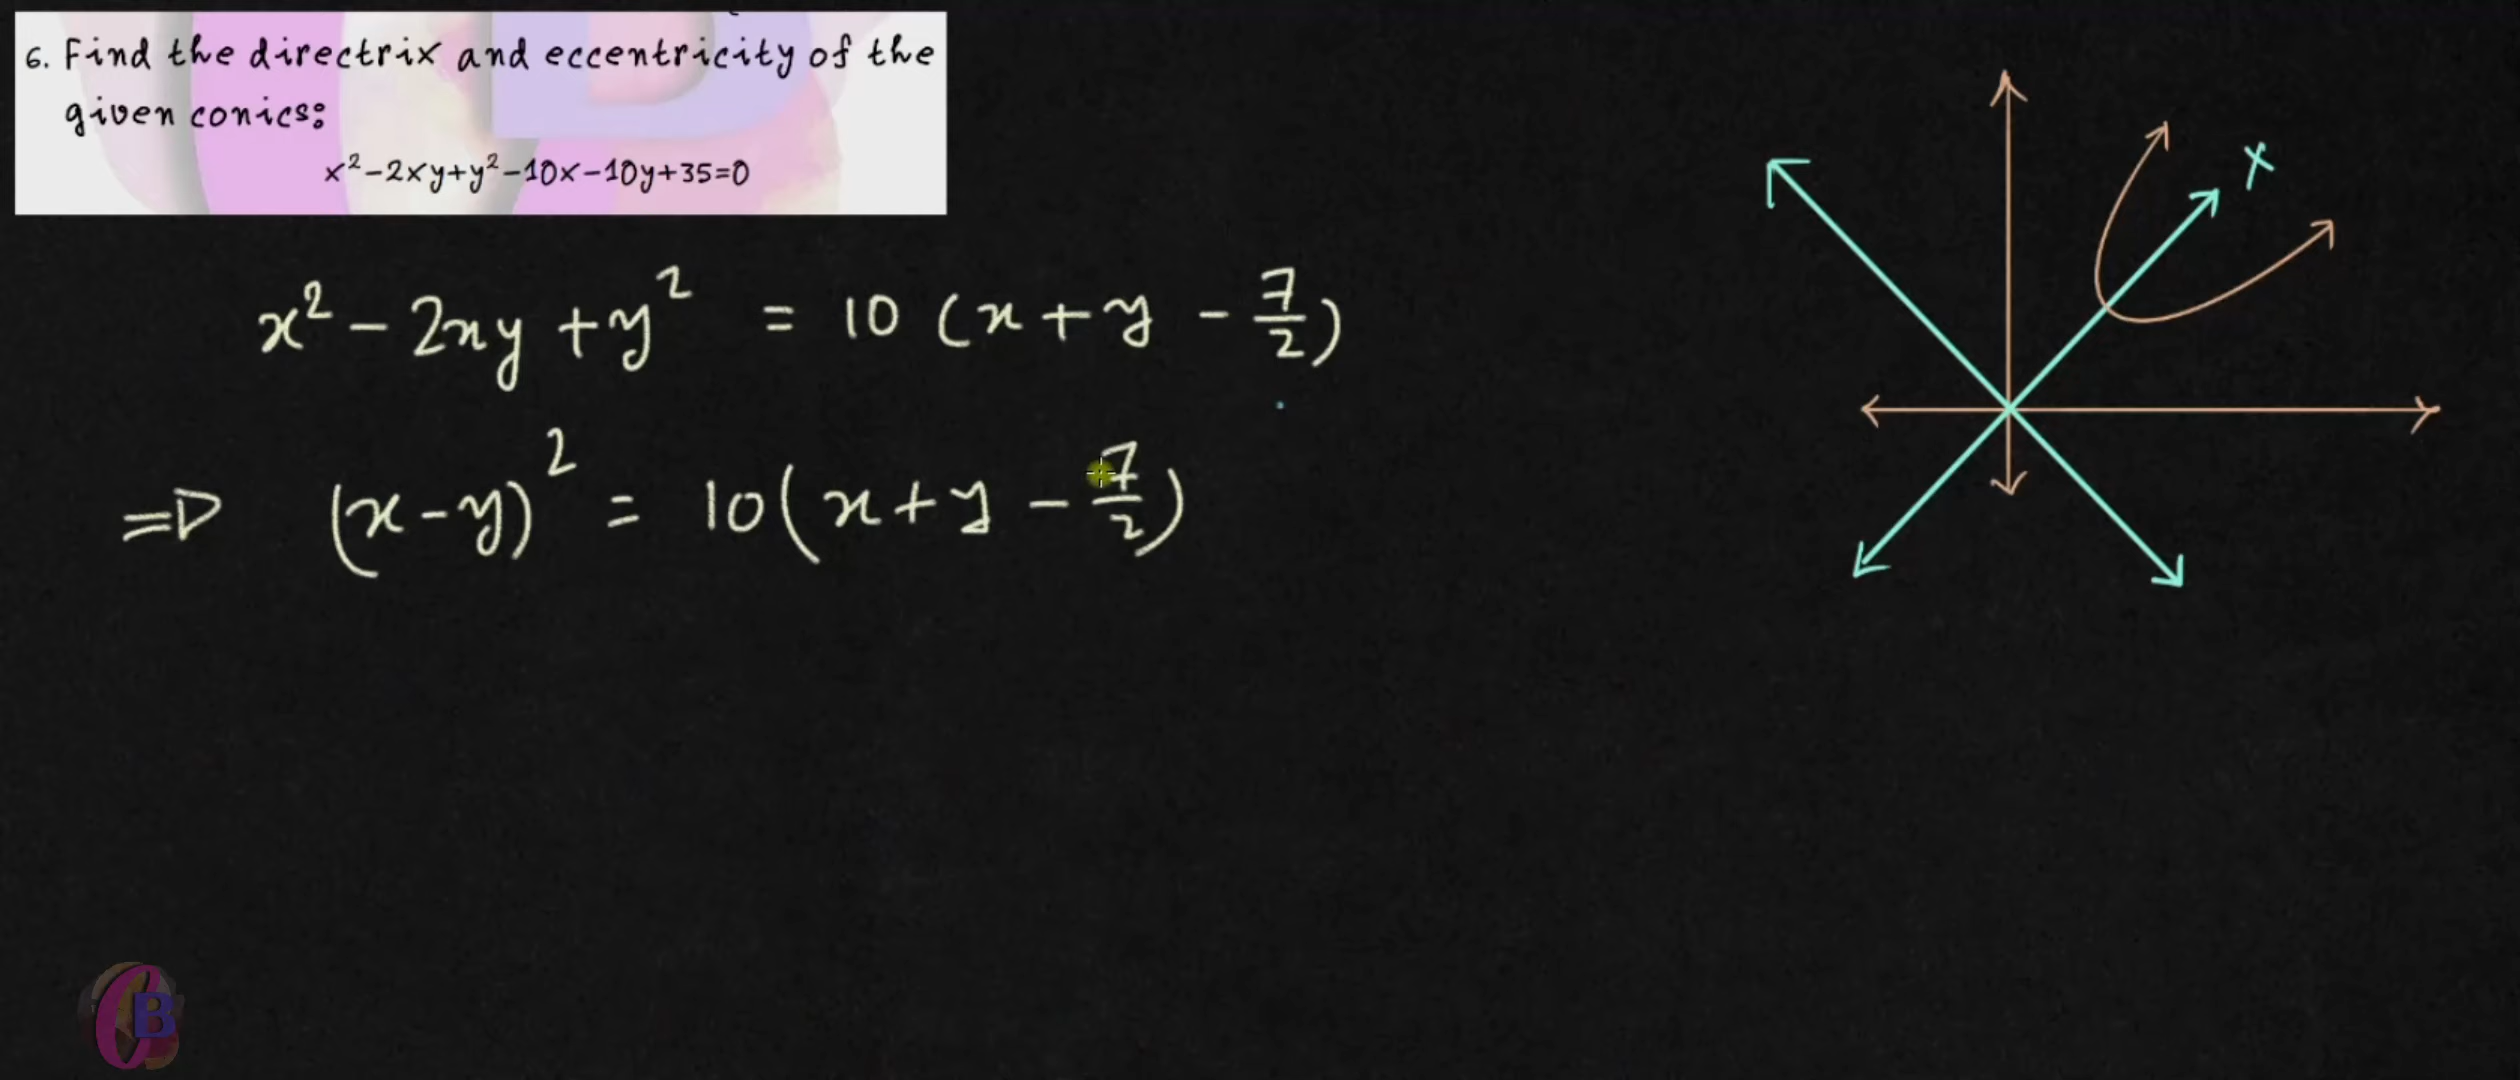 6. Find the directrix and eccentricity of the
given conics:
x²-2xy+y²-10x-10y+35=0
x² - 2xy + y² = 10 (x + y - 7/2)
⇒ (x - y)² = 10(x + y - 7/2)
X
CB